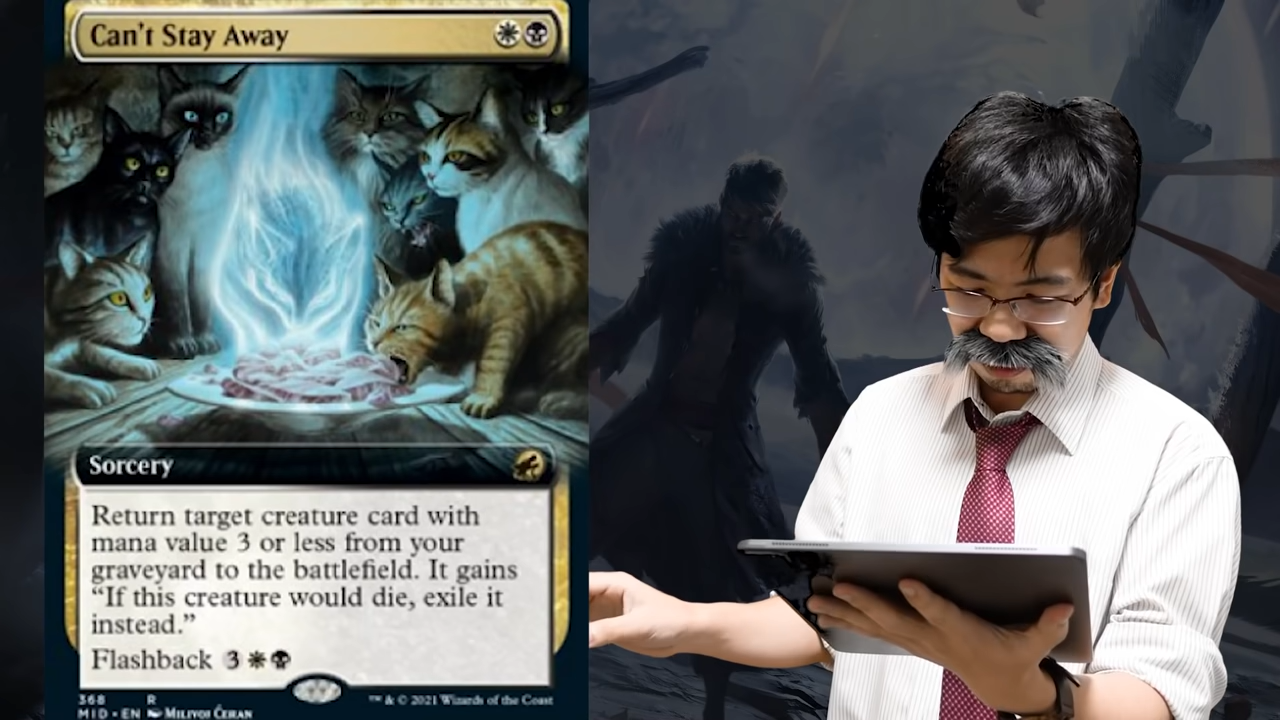 Can't Stay Away
Sorcery
Return target creature card with
mana value 3 or less from your
graveyard to the battlefield. It gains
“If this creature would die, exile it
instead.”
Flashback 3
368 R
MID • EN MILIVOJ ĆERAN
™ & © 2021 Wizards of the Coast